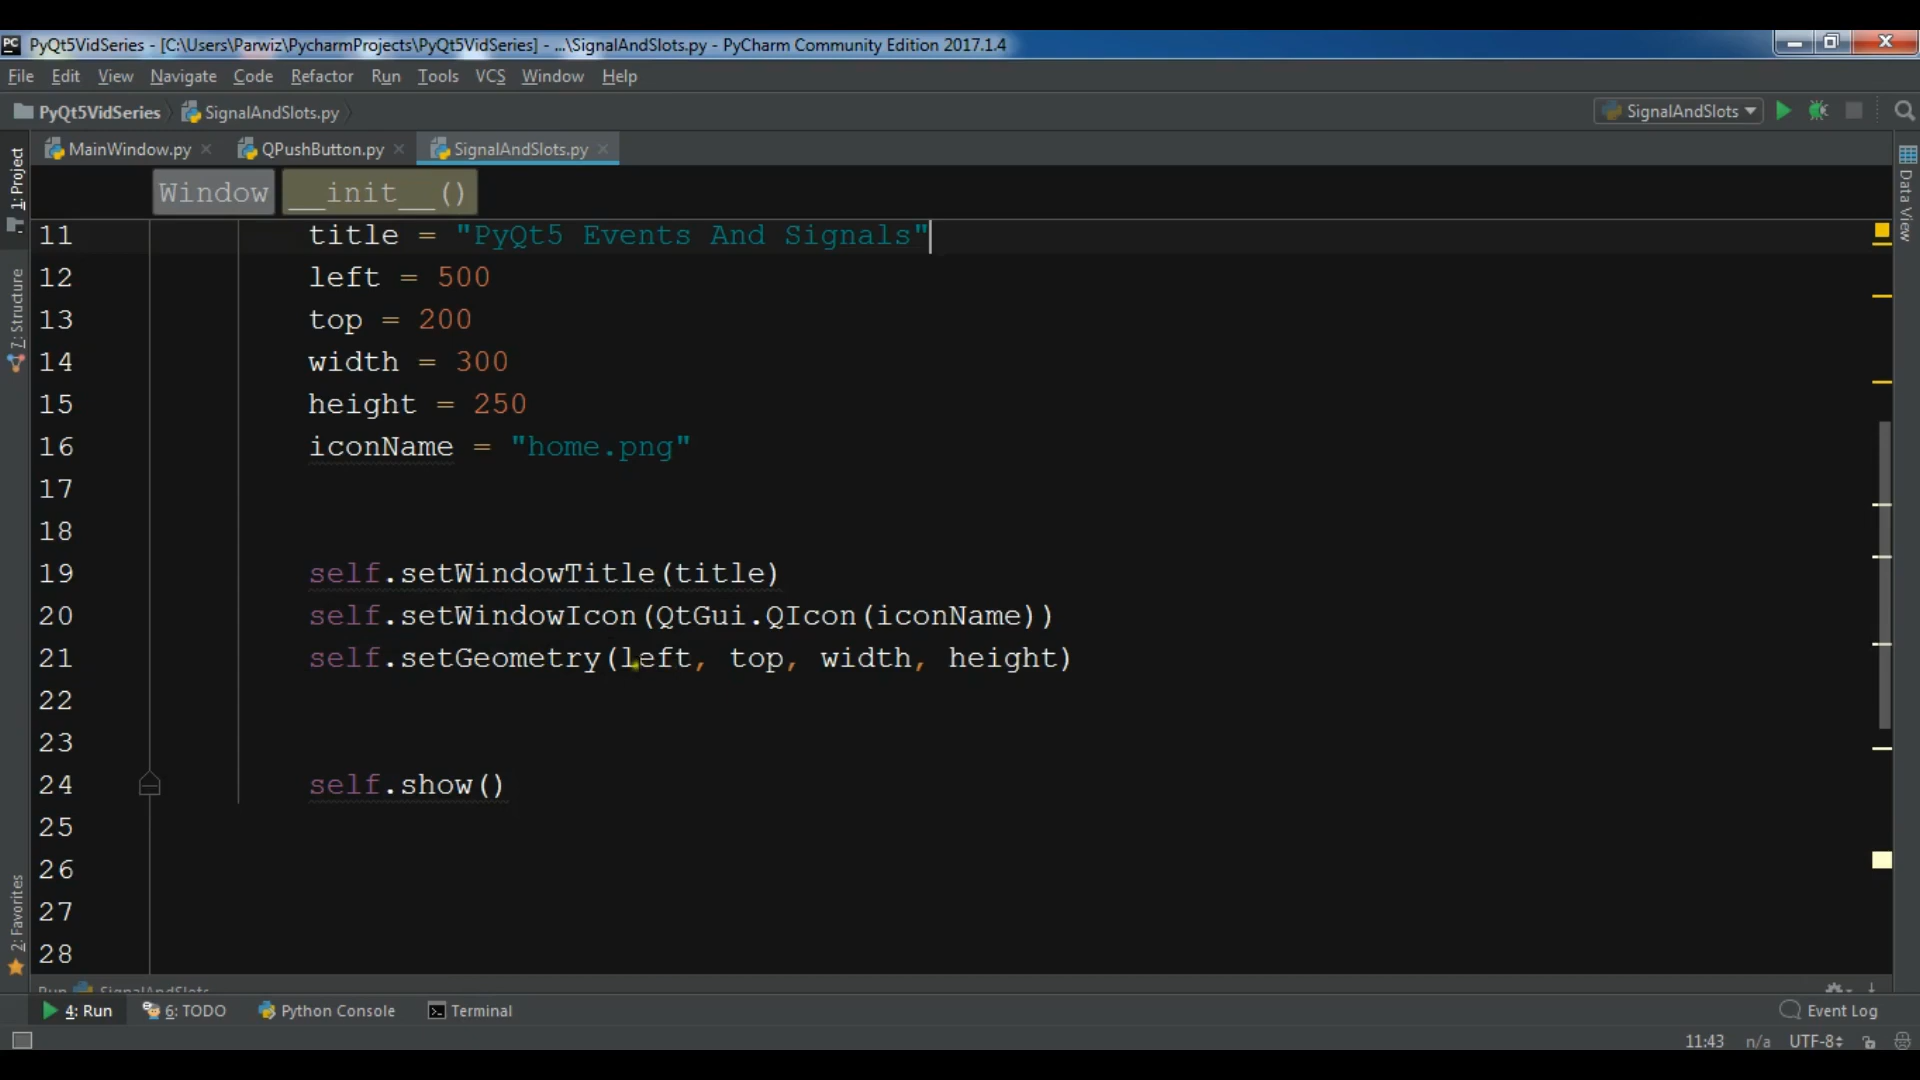 PyQt5VidSeries - [C:\Users\Parwiz\PycharmProjects\PyQt5VidSeries] - ...\SignalAndSlots.py - PyCharm Community Edition 2017.1.4
File Edit View Navigate Code Refactor Run Tools VCS Window Help
PyQt5VidSeries SignalAndSlots.py SignalAndSlots
MainWindow.py QPushButton.py SignalAndSlots.py
1: Project
7: Structure
2: Favorites
Data View
Window __init__()
11 title = "PyQt5 Events And Signals"
12 left = 500
13 top = 200
14 width = 300
15 height = 250
16 iconName = "home.png"
17
18
19 self.setWindowTitle(title)
20 self.setWindowIcon(QtGui.QIcon(iconName))
21 self.setGeometry(left, top, width, height)
22
23
24 self.show()
25
26
27
28
Run SignalAndSlots
4: Run 6: TODO Python Console Terminal Event Log
11:43 n/a UTF-8